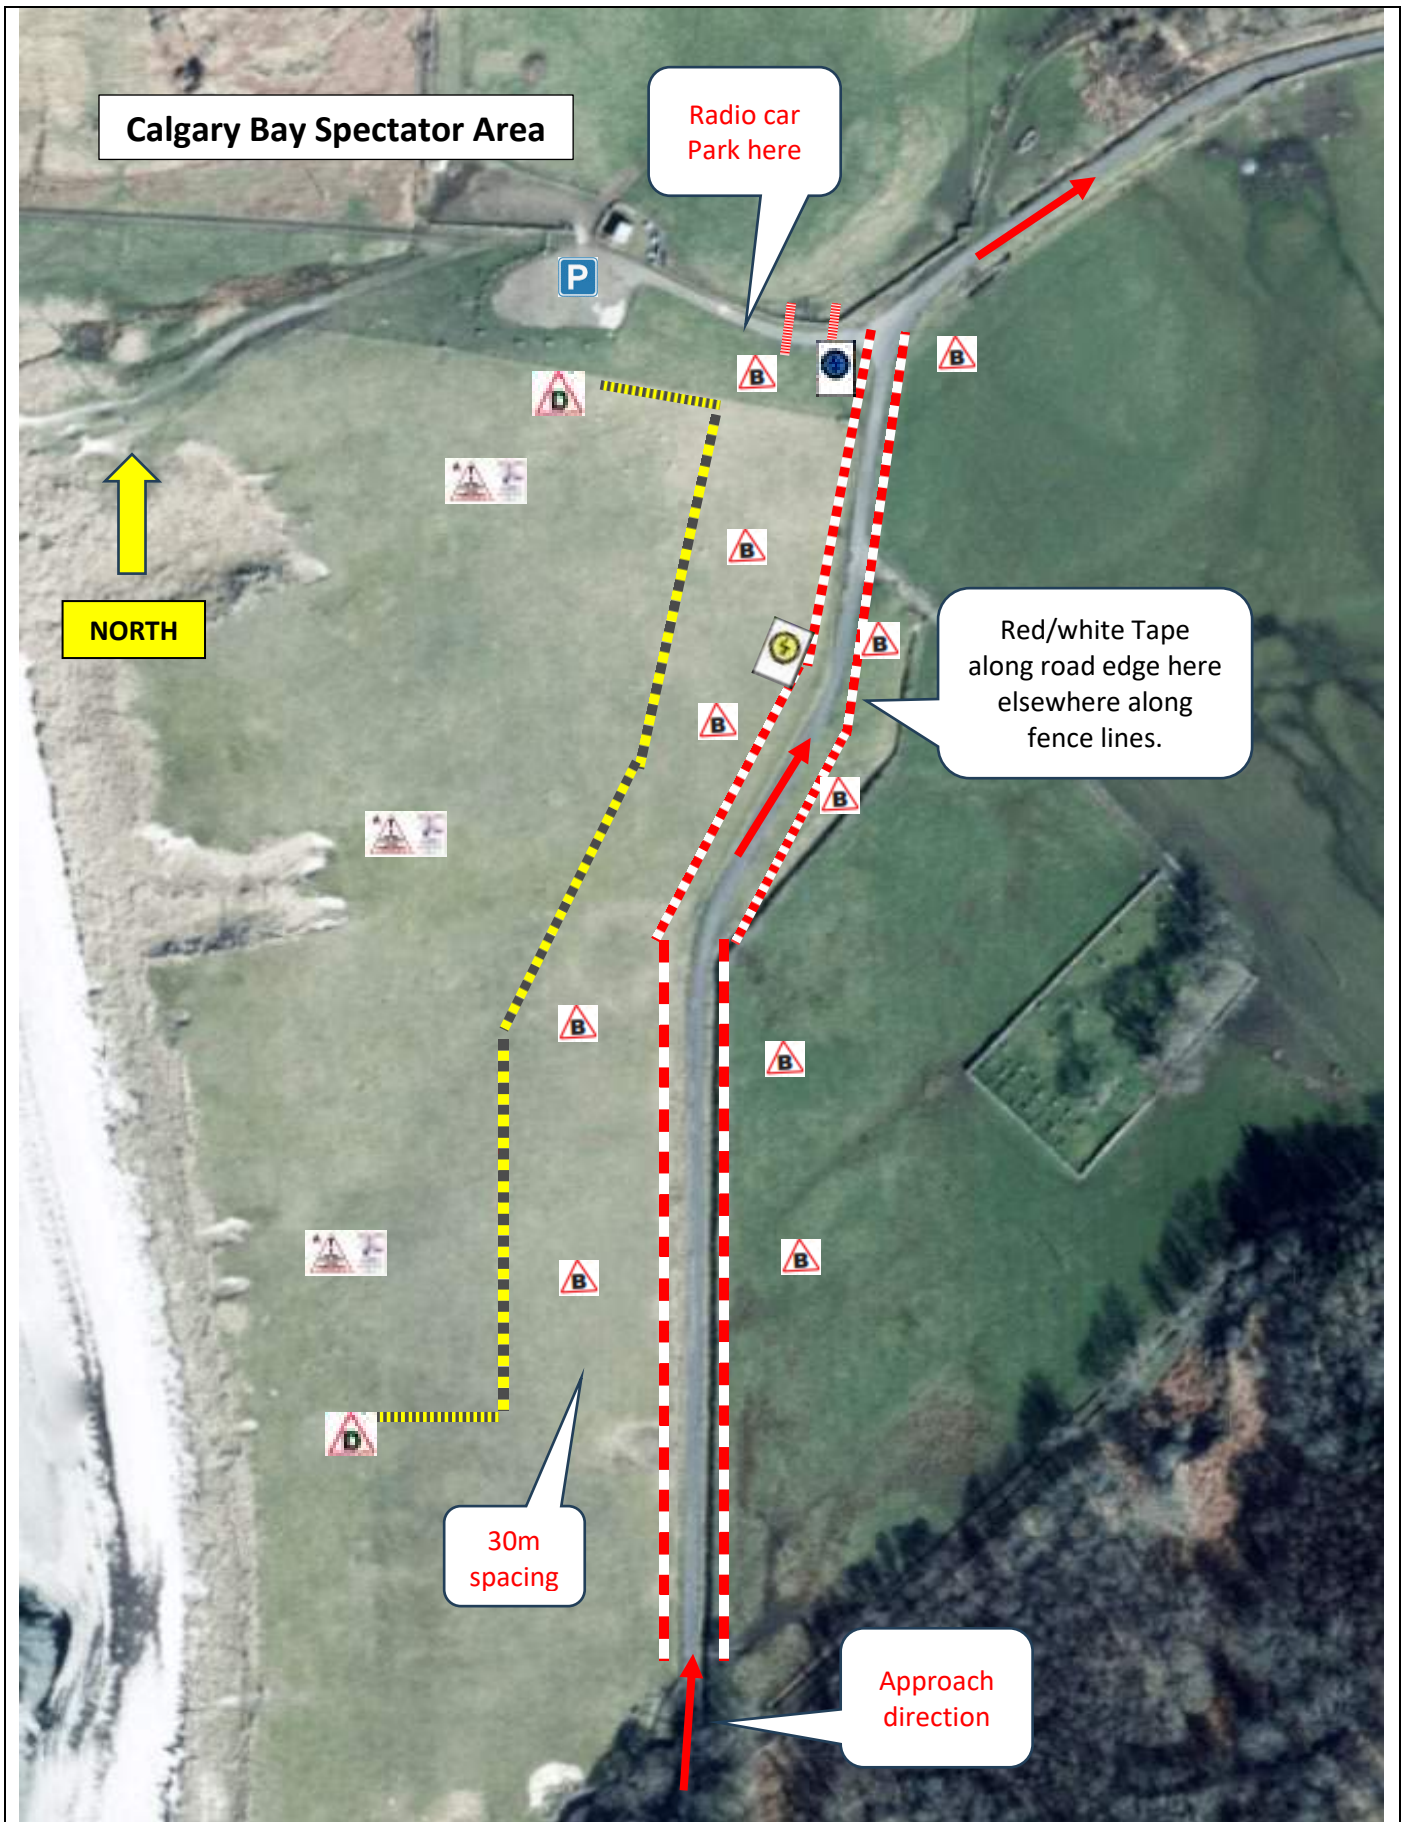 Calgary Bay Spectator Area
Radio car
Park here
P
B
B
D
B
NORTH
Red/white Tape
along road edge here
elsewhere along
fence lines.
B
B
B
B
B
B
B
D
30m
spacing
Approach
direction